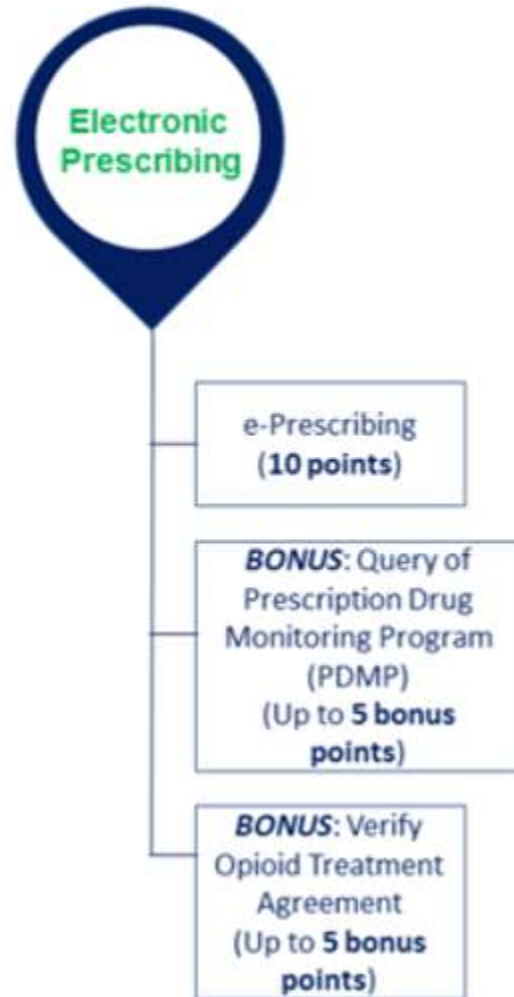 Electronic
Prescribing
e-Prescribing
(10 points)
BONUS: Query of
Prescription Drug
Monitoring Program
(PDMP)
(Up to 5 bonus
points)
BONUS: Verify
Opioid Treatment
Agreement
(Up to 5 bonus
points)